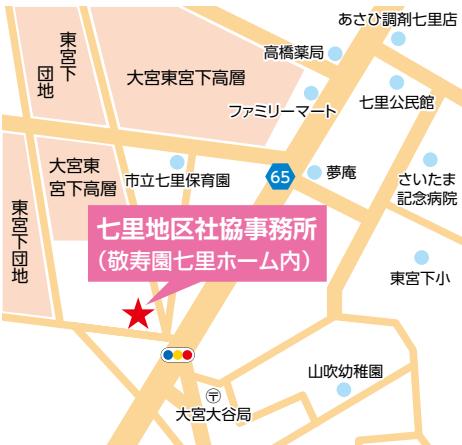 あさひ調剤七里店
高橋薬局
東宮下
団地
大宮東宮下高層
ファミリーマート
七里公民館
大宮東
宮下高層
市立七里保育園
65
夢庵
さいたま
記念病院
東宮下団地
七里地区社協事務所
（敬寿園七里ホーム内）
東宮下小
山吹幼稚園
〒
大宮大谷局